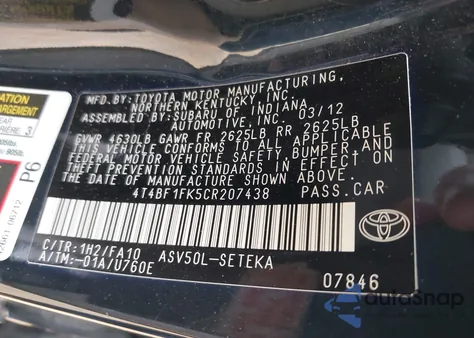 MFD. BY:TOYOTA MOTOR MANUFACTURING,
NORTHERN KENTUCKY, INC.
ASSEMBLED BY:SUBARU OF INDIANA
AUTOMOTIVE, INC. 03/12
GVWR 4630LB GAWR FR 2625LB RR 2625LB
THIS VEHICLE CONFORMS TO ALL APPLICABLE
FEDERAL MOTOR VEHICLE SAFETY, BUMPER, AND
THEFT PREVENTION STANDARDS IN EFFECT
ON THE DATE OF MANUFACTURE SHOWN ABOVE.
4T4BF1FK5CR207438 PASS.CAR
C/TR:1H2/FA10 ASV50L-SETEKA
A/TM:-01A/U760E
07846
TOYOTA
P6
3
autoSnap